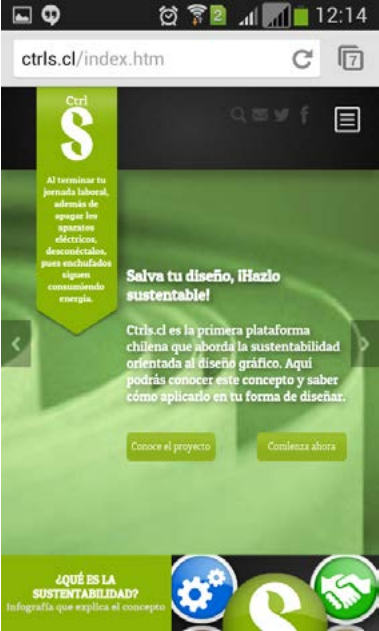 2
12:14
ctrls.cl/index.htm
7
Ctrl
S
Al terminar tu
jornada laboral,
además de
apagar los
aparatos
eléctricos,
desconéctalos,
pues enchufados
siguen
consumiendo
energía.
Salva tu diseño, ¡Hazlo
sustentable!
Ctrls.cl es la primera plataforma
chilena que aborda la sustentabilidad
orientada al diseño gráfico. Aquí
podrás conocer este concepto y saber
cómo aplicarlo en tu forma de diseñar.
Conoce el proyecto
Comienza ahora
¿QUÉ ES LA
SUSTENTABILIDAD?
Infografía que explica el concepto